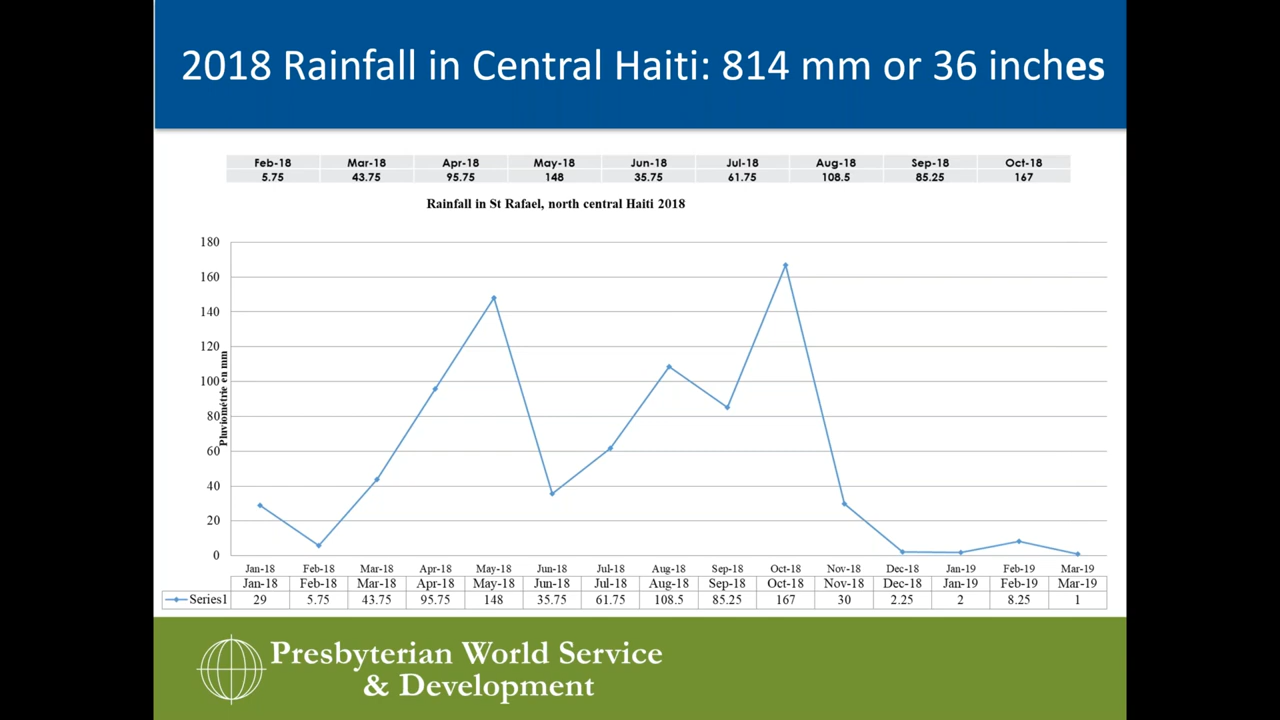 2018 Rainfall in Central Haiti: 814 mm or 36 inches
Feb-18 Mar-18 Apr-18 May-18 Jun-18 Jul-18 Aug-18 Sep-18 Oct-18
5.75 43.75 95.75 148 35.75 61.75 108.5 85.25 167
Rainfall in St Rafael, north central Haiti 2018
Pluviométrie en mm
180
160
140
120
100
80
60
40
20
0
Jan-18 Feb-18 Mar-18 Apr-18 May-18 Jun-18 Jul-18 Aug-18 Sep-18 Oct-18 Nov-18 Dec-18 Jan-19 Feb-19 Mar-19
Jan-18 Feb-18 Mar-18 Apr-18 May-18 Jun-18 Jul-18 Aug-18 Sep-18 Oct-18 Nov-18 Dec-18 Jan-19 Feb-19 Mar-19
Series1 29 5.75 43.75 95.75 148 35.75 61.75 108.5 85.25 167 30 2.25 2 8.25 1
Presbyterian World Service
& Development